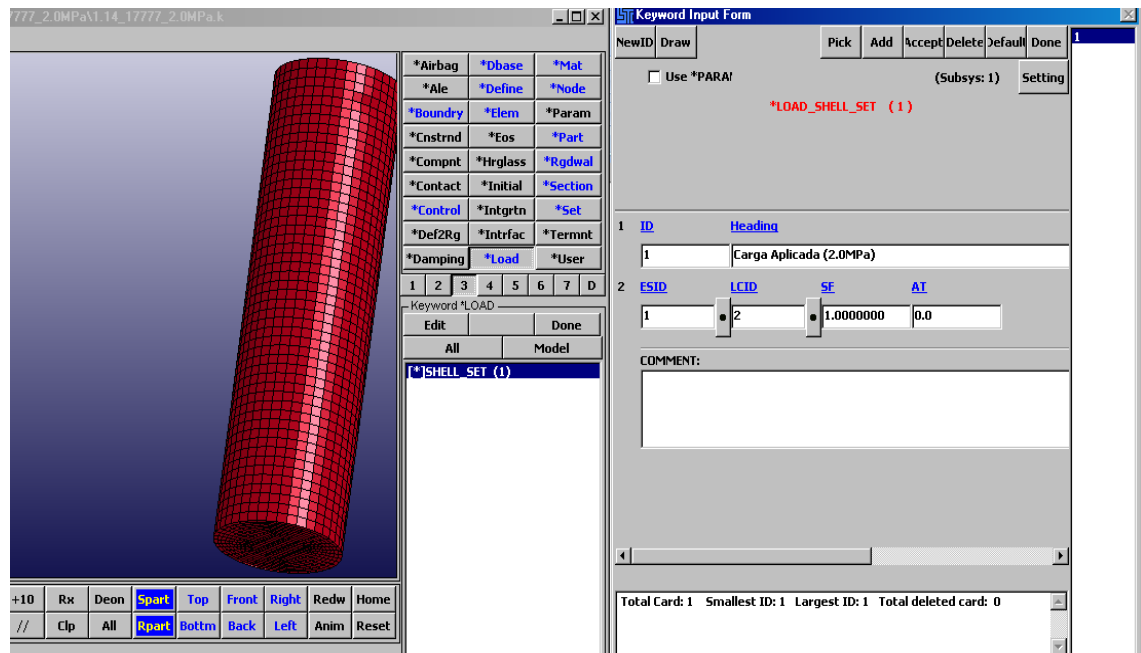 7777_2.0MPa\1.14_17777_2.0MPa.k
*Airbag *Dbase *Mat
*Ale *Define *Node
*Boundry *Elem *Param
*Cnstrnd *Eos *Part
*Compnt *Hrglass *Rgdwal
*Contact *Initial *Section
*Control *Intgrtn *Set
*Def2Rg *Intrfac *Termnt
*Damping *Load *User
1 2 3 4 5 6 7 D
Keyword *LOAD
Edit Done
All Model
[*]SHELL_SET (1)
+10 Rx Deon Spart Top Front Right Redw Home
// Clp All Rpart Bottm Back Left Anim Reset
Keyword Input Form
NewID Draw Pick Add Accept Delete Default Done
1
Use *PARAM (Subsys: 1) Setting
*LOAD_SHELL_SET (1)
1 ID Heading
1 Carga Aplicada (2.0MPa)
2 ESID LCID SF AT
1 2 1.0000000 0.0
COMMENT:
Total Card: 1 Smallest ID: 1 Largest ID: 1 Total deleted card: 0